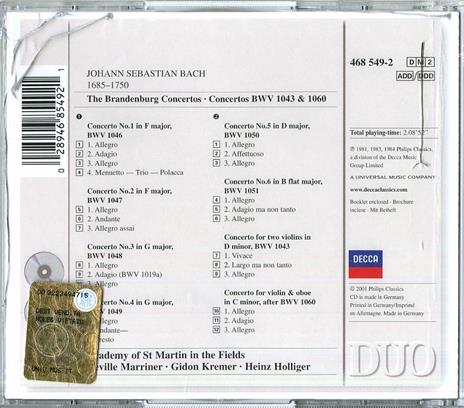 JOHANN SEBASTIAN BACH
1685–1750
The Brandenburg Concertos · Concertos BWV 1043 & 1060
1
Concerto No.1 in F major,
BWV 1046
1 1. Allegro
2 2. Adagio
3 3. Allegro
4 4. Menuetto — Trio — Polacca
Concerto No.2 in F major,
BWV 1047
5 1. Allegro
6 2. Andante
7 3. Allegro assai
Concerto No.3 in G major,
BWV 1048
8 1. Allegro
9 2. Adagio (BWV 1019a)
3. Allegro
No.4 in G major,
1049
Allegro
Andante—
Presto
2
Concerto No.5 in D major,
BWV 1050
1 1. Allegro
2 2. Affettuoso
3 3. Allegro
Concerto No.6 in B flat major,
BWV 1051
4 1. Allegro
5 2. Adagio ma non tanto
6 3. Allegro
Concerto for two violins in
D minor, BWV 1043
7 1. Vivace
8 2. Largo ma non tanto
9 3. Allegro
Concerto for violin & oboe
in C minor, after BWV 1060
10 1. Allegro
11 2. Adagio
12 3. Allegro
Academy of St Martin in the Fields
Neville Marriner · Gidon Kremer · Heinz Holliger
468 549-2 DM2
ADD/DDD
Total playing-time: 2.08'52"
℗ 1981, 1983, 1984 Philips Classics,
a division of the Decca Music
Group Limited
A UNIVERSAL MUSIC COMPANY
www.deccaclassics.com
Booklet enclosed · Brochure
incluse · Mit Beiheft
DECCA
© 2001 Philips Classics
CD is made in Germany
Printed in Germany/Imprimé
en Allemagne. Made in Germany
DUO
0 28946 85492 1